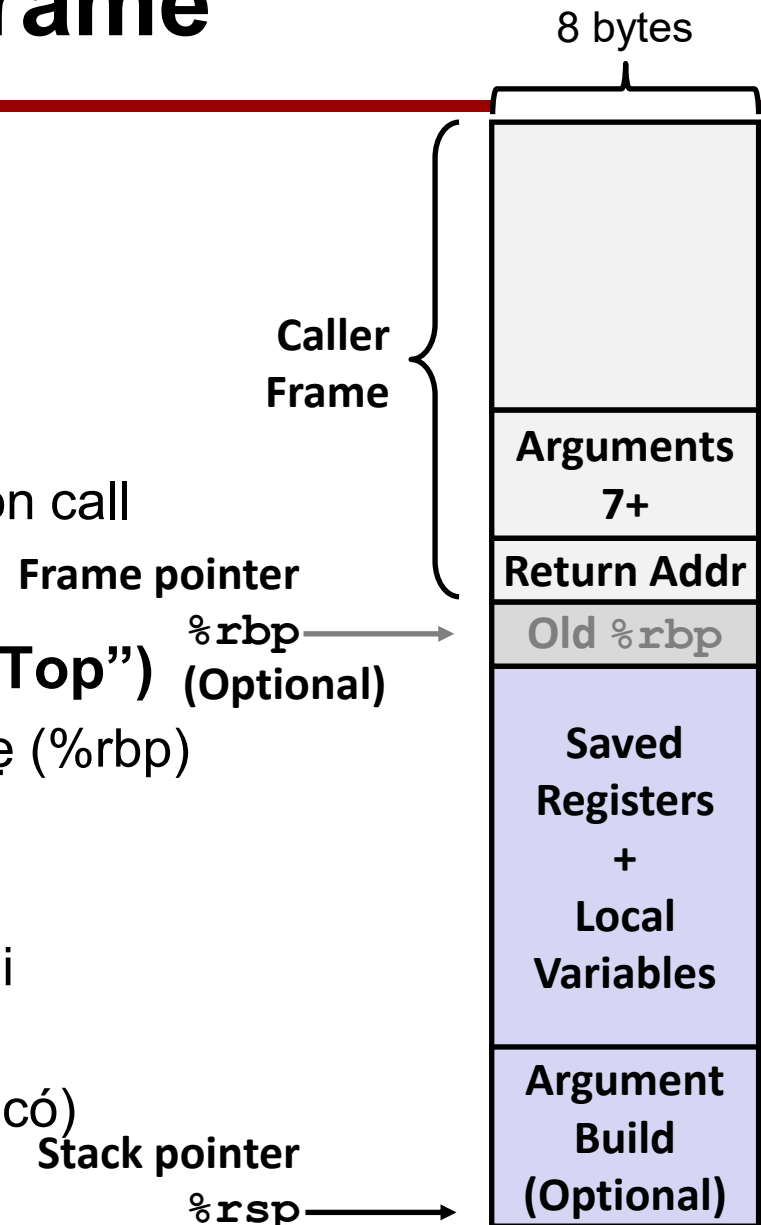 rame
8 bytes
Caller
Frame
Arguments
7+
on call
Frame pointer
Return Addr
%rbp
Old %rbp
Top”)
(Optional)
ẹ (%rbp)
Saved
Registers
+
Local
Variables
i
có)
Argument
Build
(Optional)
Stack pointer
%rsp